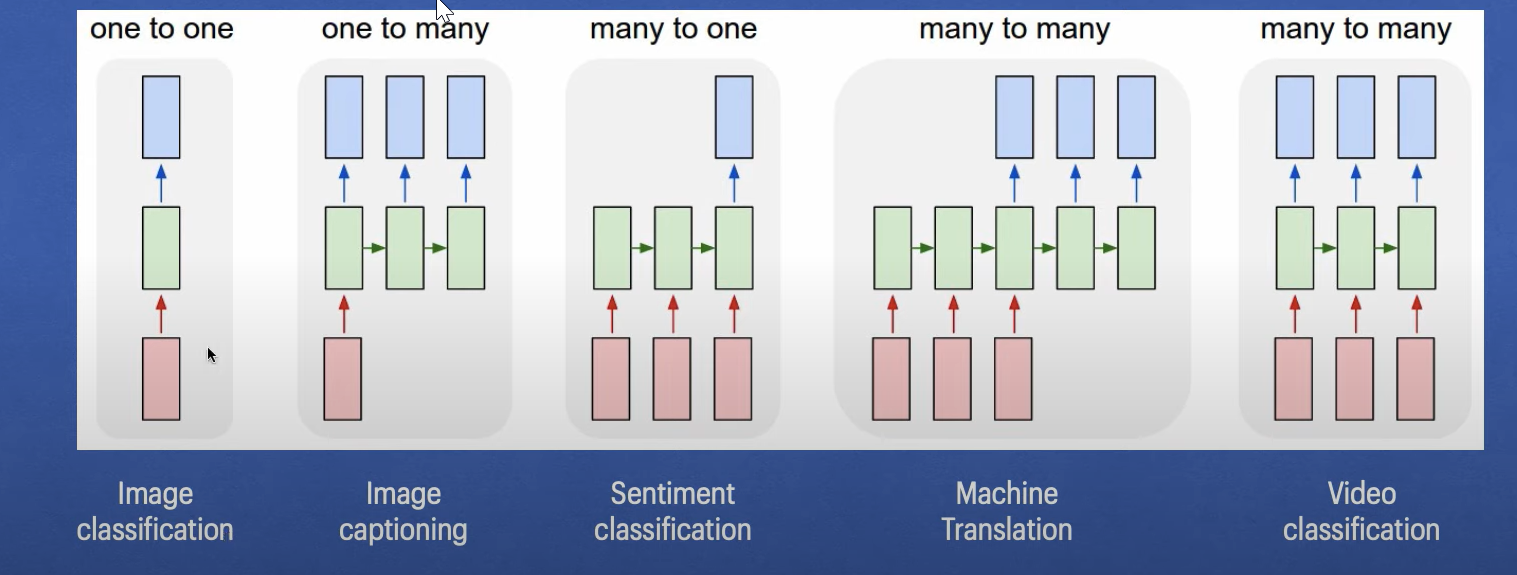 one to one
one to many
many to one
many to many
many to many
Image
classification
Image
captioning
Sentiment
classification
Machine
Translation
Video
classification